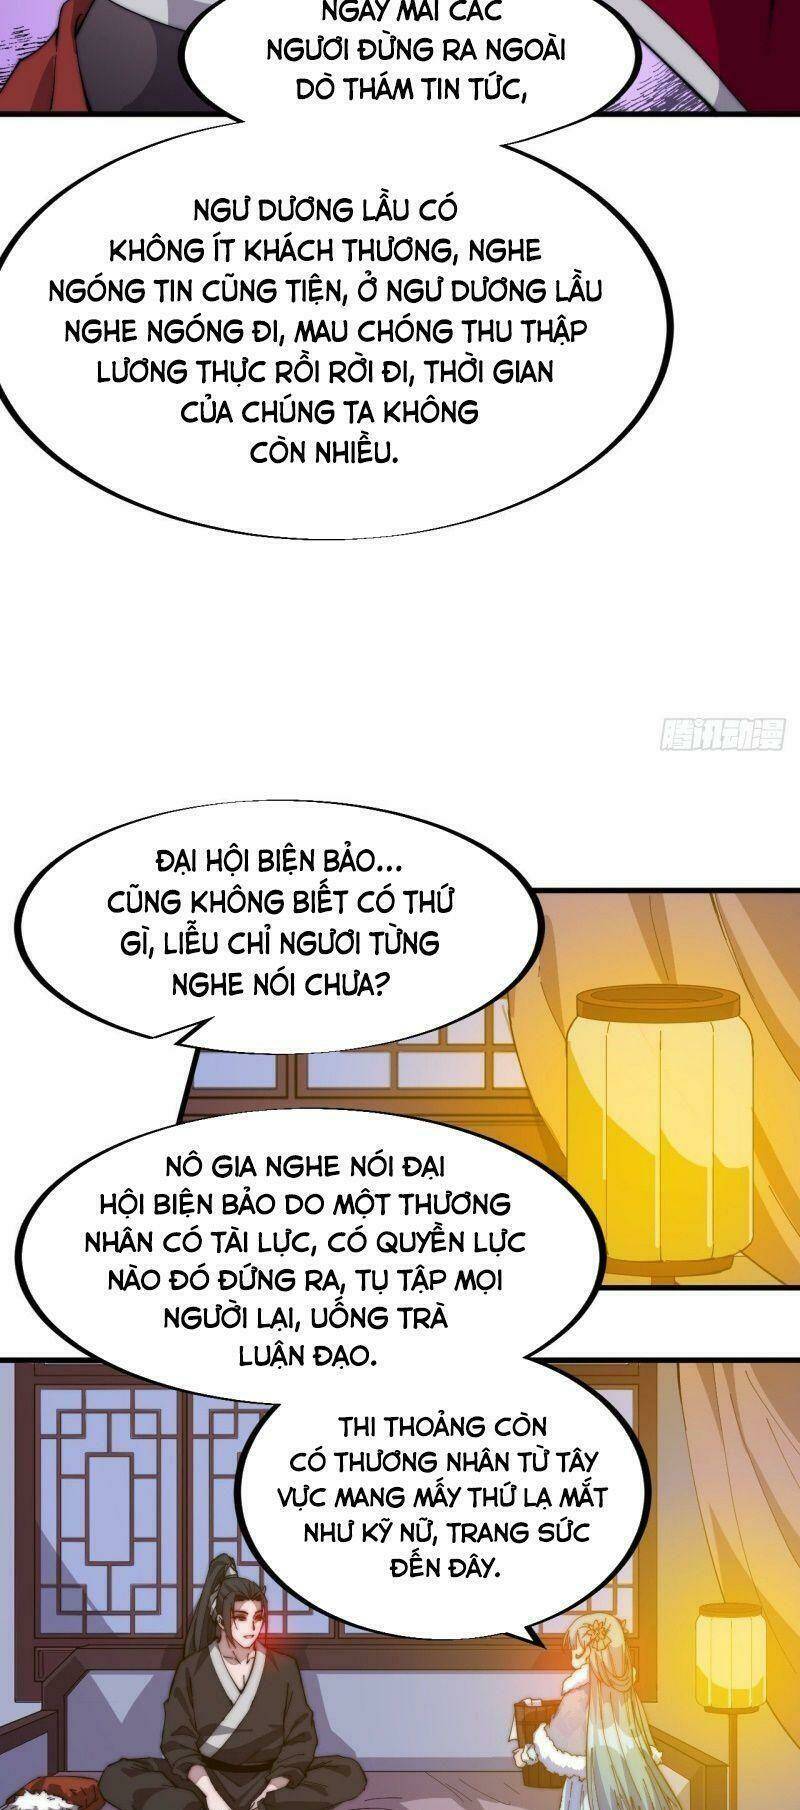 NGÀY MAI CÁC
NGƯƠI ĐỪNG RA NGOÀI
DÒ THÁM TIN TỨC,
NGƯ DƯƠNG LẦU CÓ
KHÔNG ÍT KHÁCH THƯƠNG, NGHE
NGÓNG TIN CŨNG TIỆN, Ở NGƯ DƯƠNG LẦU
NGHE NGÓNG ĐI, MAU CHÓNG THU THẬP
LƯƠNG THỰC RỒI RỜI ĐI, THỜI GIAN
CỦA CHÚNG TA KHÔNG
CÒN NHIỀU.
腾讯动漫
ĐẠI HỘI BIỆN BẢO...
CŨNG KHÔNG BIẾT CÓ THỨ
GÌ, LIỄU CHỈ NGƯƠI TỪNG
NGHE NÓI CHƯA?
NÔ GIA NGHE NÓI ĐẠI
HỘI BIỆN BẢO DO MỘT THƯƠNG
NHÂN CÓ TÀI LỰC, CÓ QUYỀN LỰC
NÀO ĐÓ ĐỨNG RA, TỤ TẬP MỌI
NGƯỜI LẠI, UỐNG TRÀ
LUẬN ĐẠO.
THI THOẢNG CÒN
CÓ THƯƠNG NHÂN TỪ TÂY
VỰC MANG MẤY THỨ LẠ MẮT
NHƯ KỸ NỮ, TRANG SỨC
ĐẾN ĐÂY.